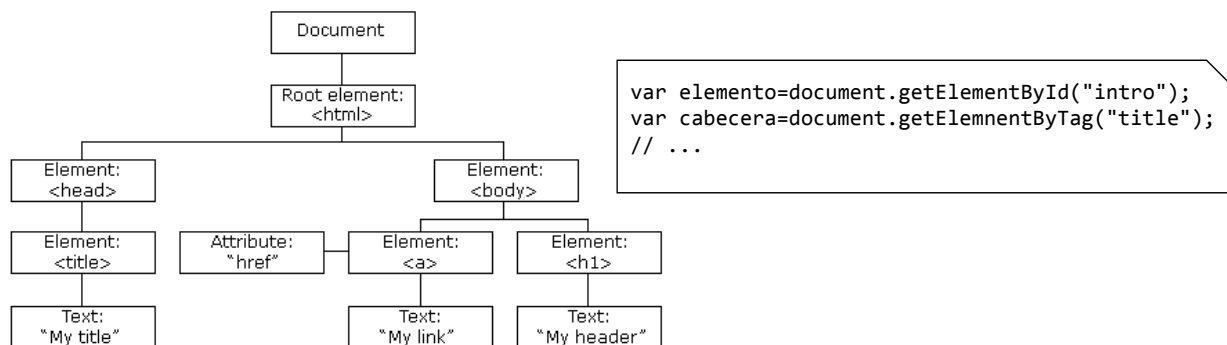 Document
Root element:
<html>
Element:
<head>
Element:
<body>
Element:
<title>
Attribute:
“href”
Element:
<a>
Element:
<h1>
Text:
“My title”
Text:
“My link”
Text:
“My header”
var elemento=document.getElementById("intro");
var cabecera=document.getElemnentByTag("title");
// ...